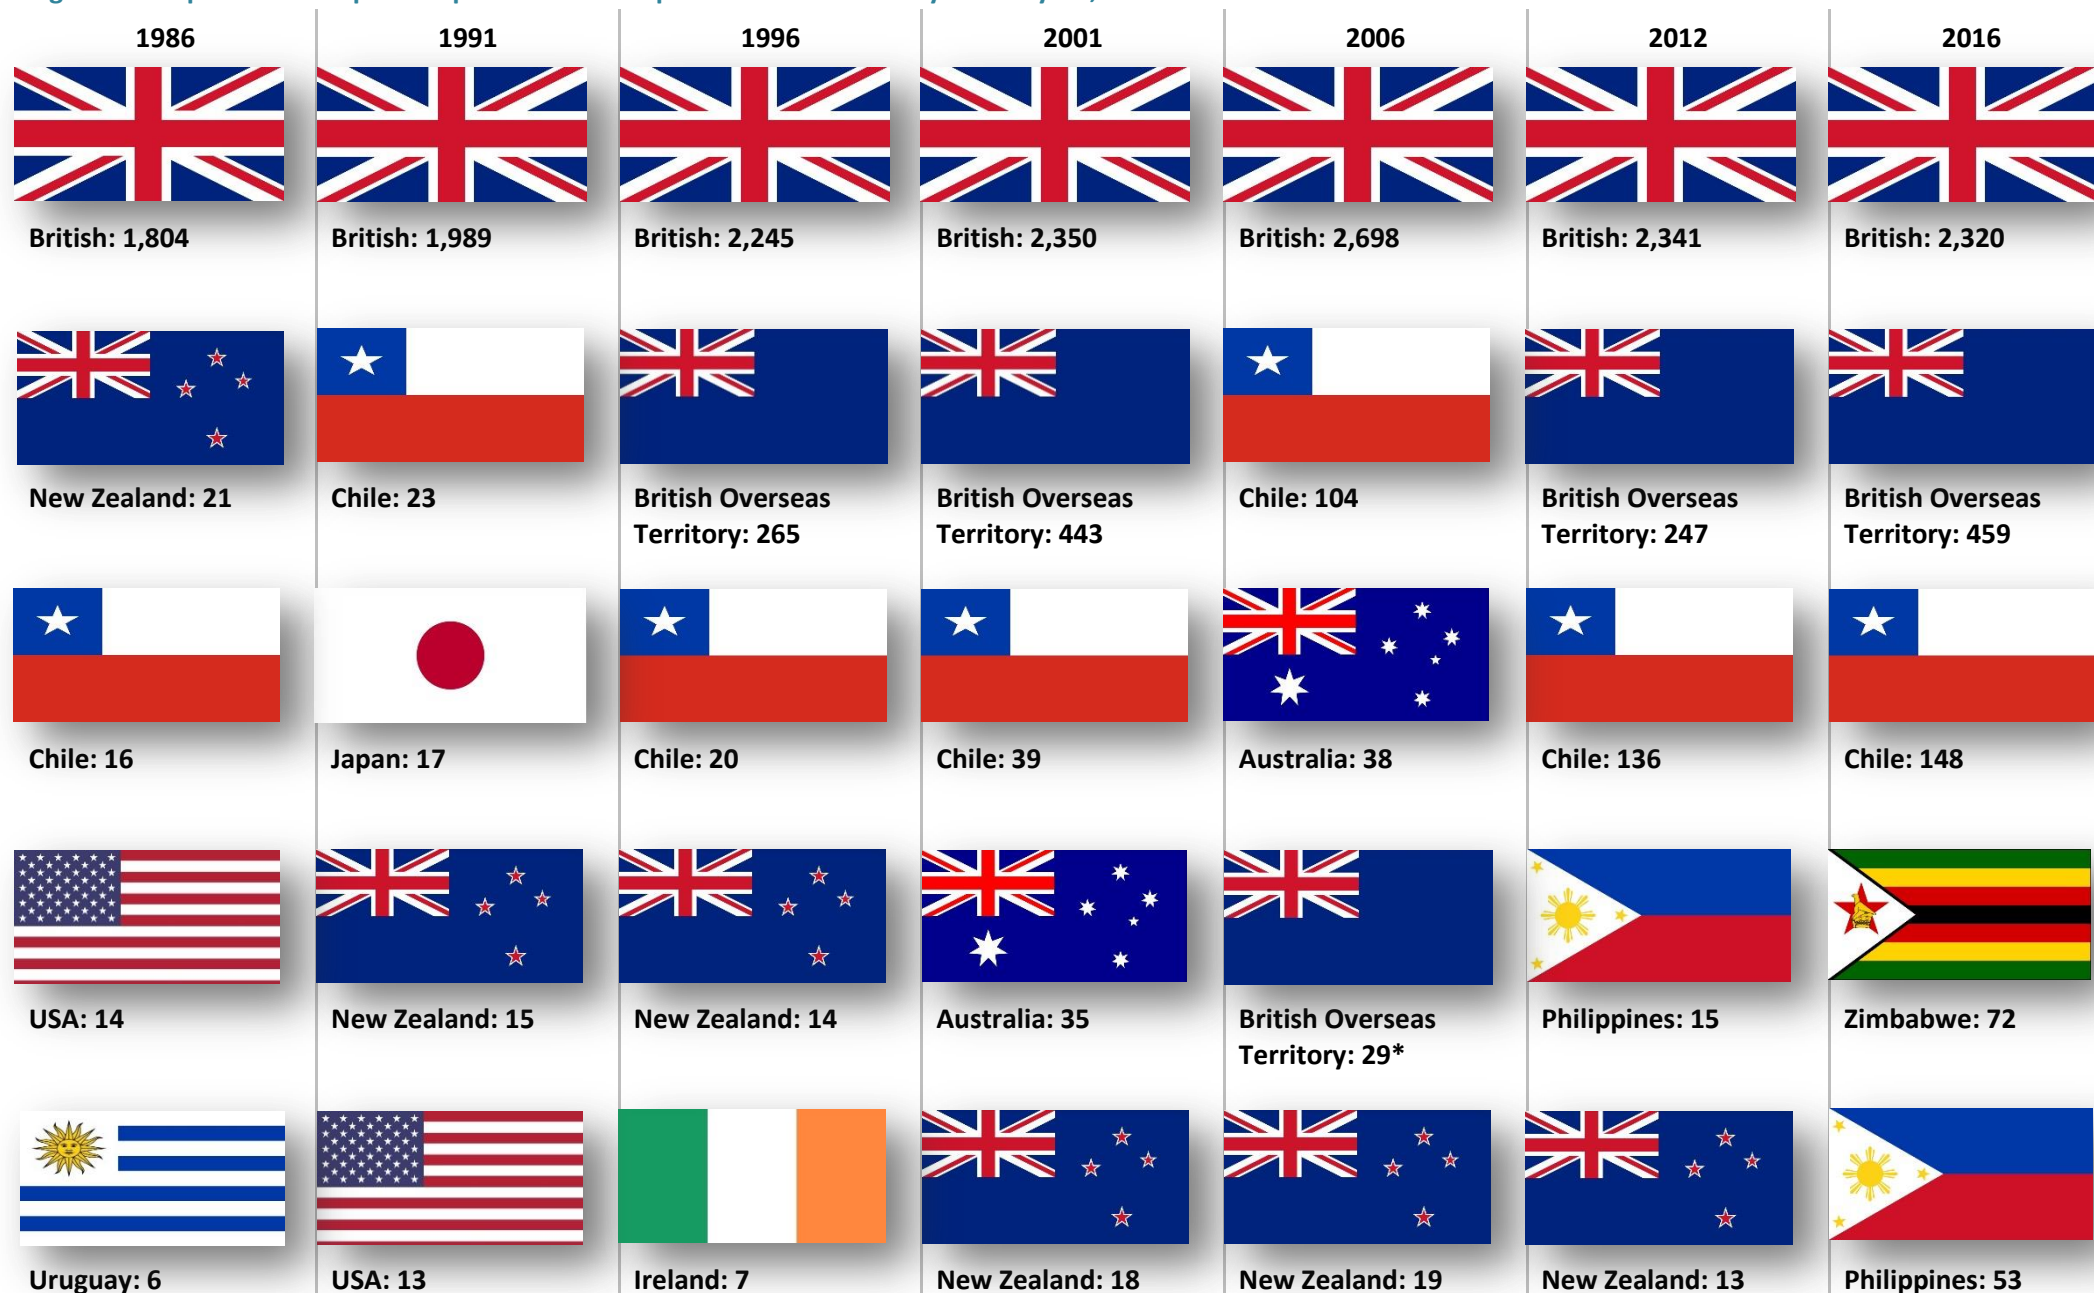 1986 1991 1996 2001 2006 2012 2016
British: 1,804 British: 1,989 British: 2,245 British: 2,350 British: 2,698 British: 2,341 British: 2,320
New Zealand: 21 Chile: 23 British Overseas Territory: 265 British Overseas Territory: 443 Chile: 104 British Overseas Territory: 247 British Overseas Territory: 459
Chile: 16 Japan: 17 Chile: 20 Chile: 39 Australia: 38 Chile: 136 Chile: 148
USA: 14 New Zealand: 15 New Zealand: 14 Australia: 35 British Overseas Territory: 29* Philippines: 15 Zimbabwe: 72
Uruguay: 6 USA: 13 Ireland: 7 New Zealand: 18 New Zealand: 19 New Zealand: 13 Philippines: 53